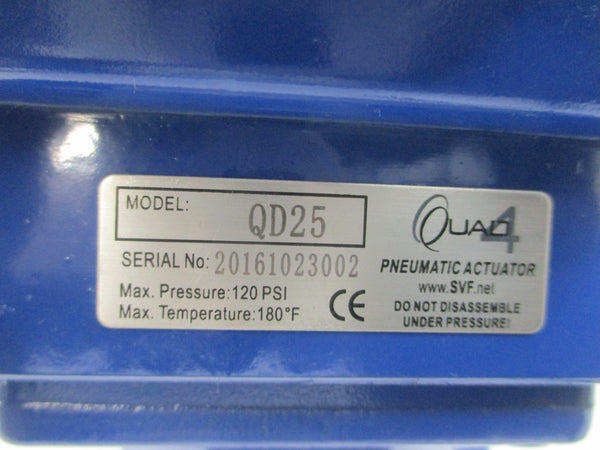 MODEL: QD25
SERIAL No: 20161023002
Max. Pressure:120 PSI
Max. Temperature:180°F
CE
QUAD 4
PNEUMATIC ACTUATOR
www.SVF.net
DO NOT DISASSEMBLE
UNDER PRESSURE!